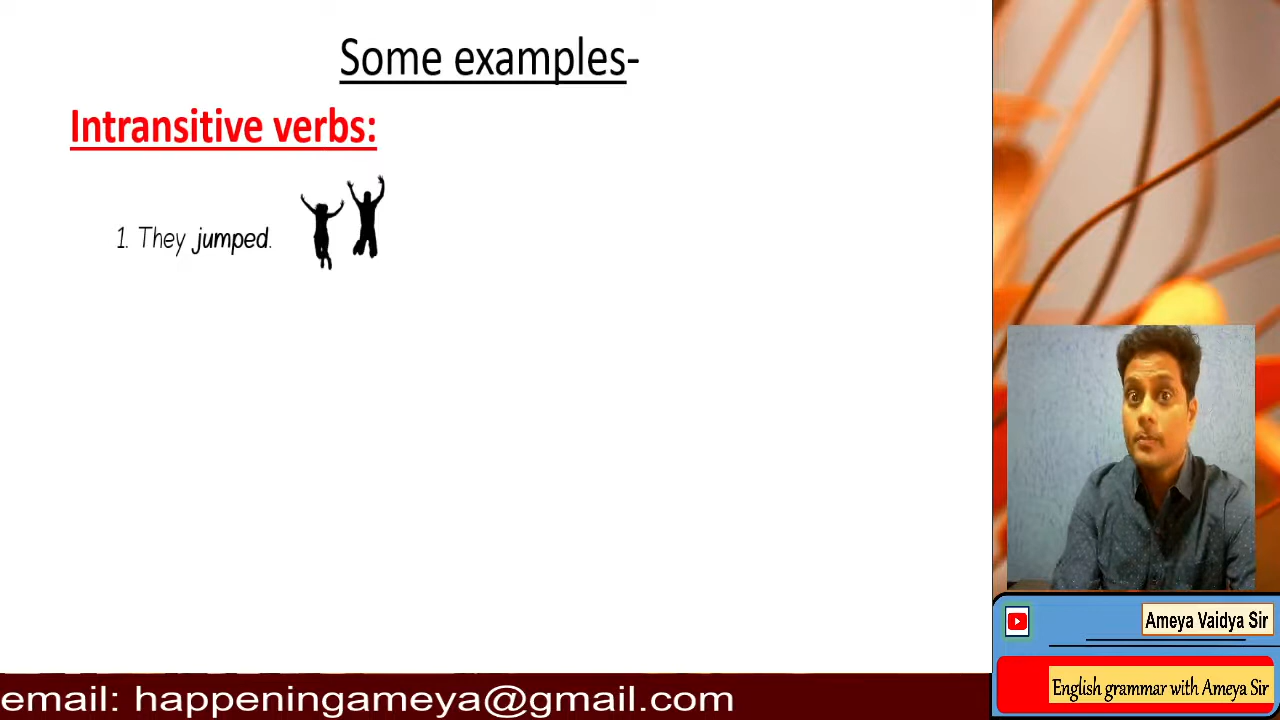 Some examples-
Intransitive verbs:
1. They jumped.
Ameya Vaidya Sir
English grammar with Ameya Sir
email: happeningameya@gmail.com